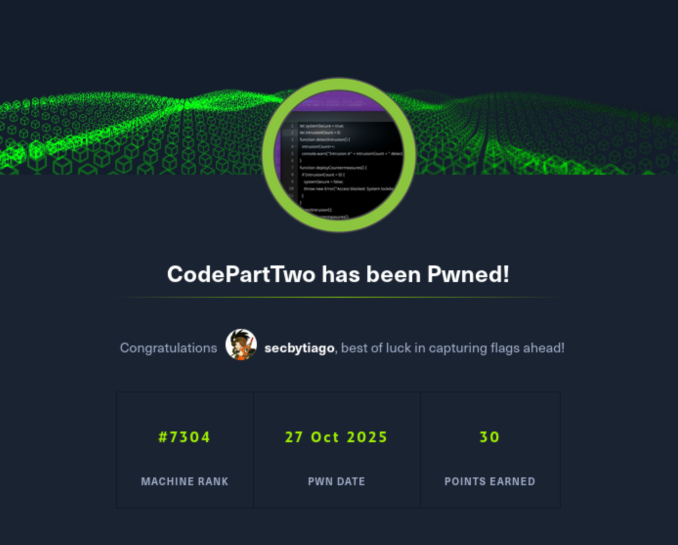 CodePartTwo has been Pwned!
Congratulations secbytiago, best of luck in capturing flags ahead!
#7304 27 Oct 2025 30
MACHINE RANK PWN DATE POINTS EARNED